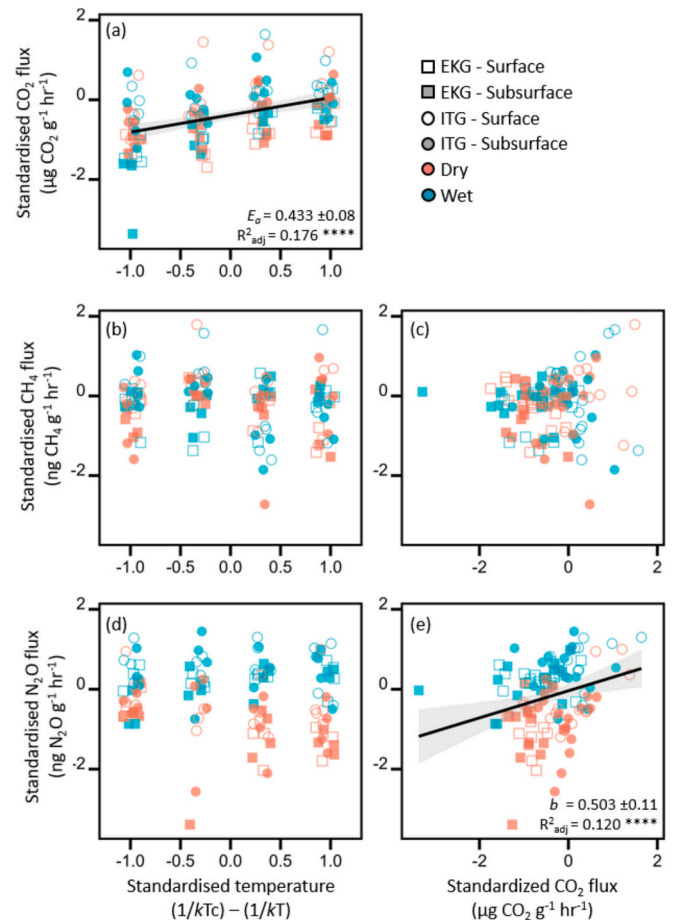 (a)
Standardised CO₂ flux
(µg CO₂ g⁻¹ hr⁻¹)
2
0
-2
Eₐ = 0.433 ±0.08
R²adj = 0.176 ****
-1.0 -0.5 0.0 0.5 1.0
EKG - Surface
EKG - Subsurface
ITG - Surface
ITG - Subsurface
Dry
Wet
(b)
Standardised CH₄ flux
(ng CH₄ g⁻¹ hr⁻¹)
2
0
-2
-1.0 -0.5 0.0 0.5 1.0
(c)
-2 0 2
(d)
Standardised N₂O flux
(ng N₂O g⁻¹ hr⁻¹)
2
0
-2
-1.0 -0.5 0.0 0.5 1.0
Standardised temperature
(1/kTc) – (1/kT)
(e)
b = 0.503 ±0.11
R²adj = 0.120 ****
-2 0 2
Standardized CO₂ flux
(µg CO₂ g⁻¹ hr⁻¹)